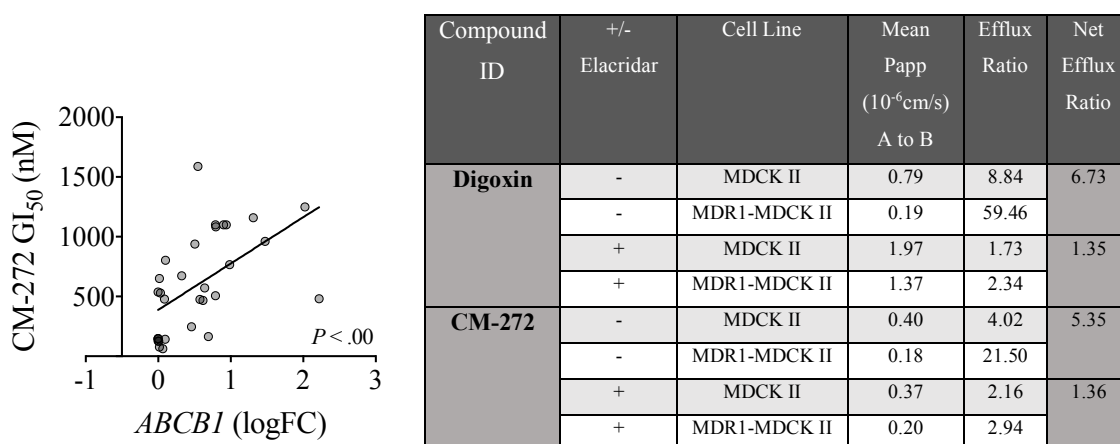 2000
1500
1000
500
CM-272 GI50 (nM)
P < .00
-1 0 1 2 3
ABCB1 (logFC)
Compound ID +/- Elacridar Cell Line Mean Papp (10-6cm/s) A to B Efflux Ratio Net Efflux Ratio
Digoxin - MDCK II 0.79 8.84 6.73
- MDR1-MDCK II 0.19 59.46
+ MDCK II 1.97 1.73 1.35
+ MDR1-MDCK II 1.37 2.34
CM-272 - MDCK II 0.40 4.02 5.35
- MDR1-MDCK II 0.18 21.50
+ MDCK II 0.37 2.16 1.36
+ MDR1-MDCK II 0.20 2.94